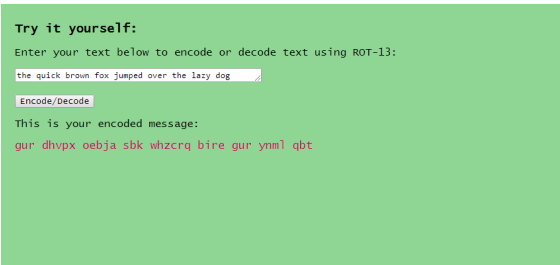 Try it yourself:
Enter your text below to encode or decode text using ROT-13:
the quick brown fox jumped over the lazy dog
Encode/Decode
This is your encoded message:
gur dhvpx oebja sbk whzcrq bire gur ynml qbt